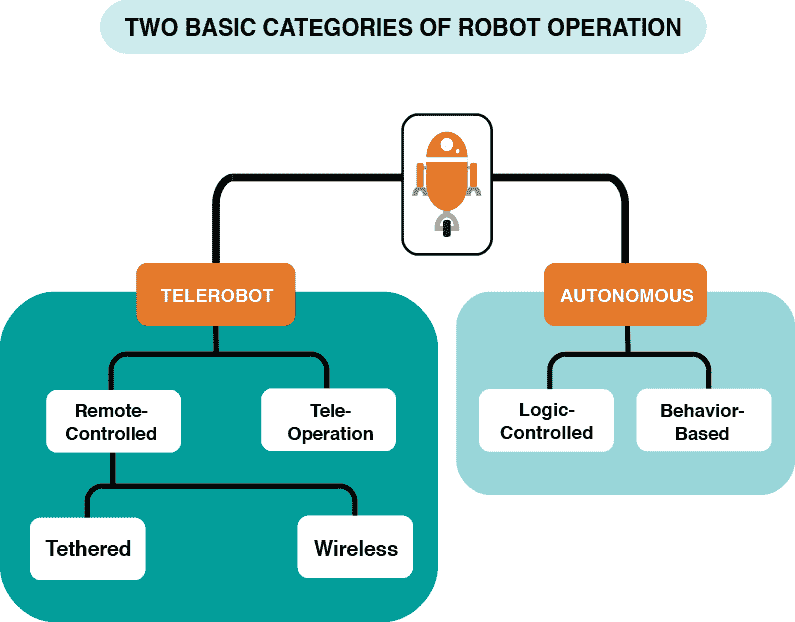 TWO BASIC CATEGORIES OF ROBOT OPERATION
TELEROBOT
AUTONOMOUS
Remote-
Controlled
Tele-
Operation
Logic-
Controlled
Behavior-
Based
Tethered
Wireless